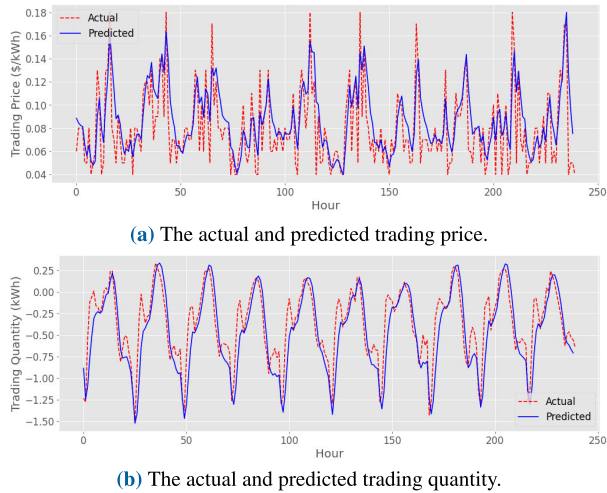 0.18
0.16
0.14
0.12
0.10
0.08
0.06
0.04
Trading Price ($/kWh)
Actual
Predicted
0 50 100 150 200 250
Hour
(a) The actual and predicted trading price.
0.25
0.00
−0.25
−0.50
−0.75
−1.00
−1.25
−1.50
Trading Quantity (kWh)
Actual
Predicted
0 50 100 150 200 250
Hour
(b) The actual and predicted trading quantity.